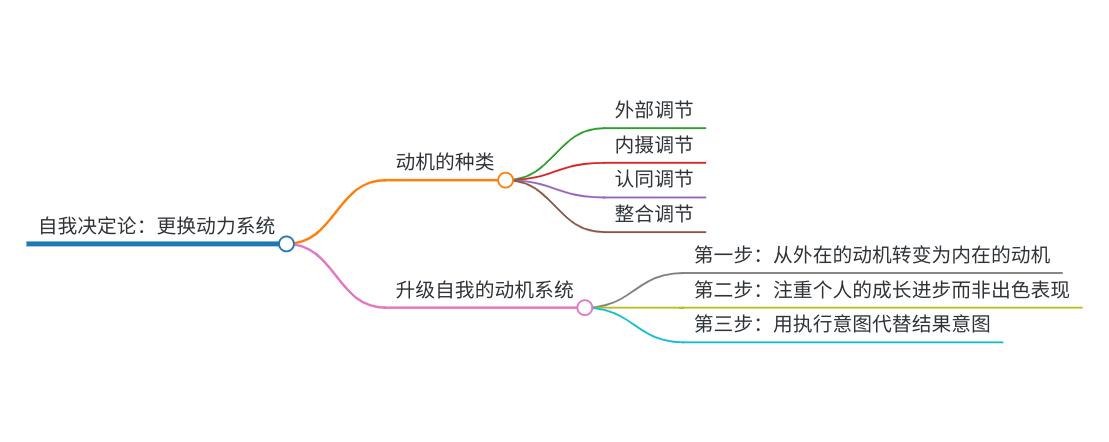 自我决定论：更换动力系统
动机的种类
外部调节
内摄调节
认同调节
整合调节
升级自我的动机系统
第一步：从外在的动机转变为内在的动机
第二步：注重个人的成长进步而非出色表现
第三步：用执行意图代替结果意图